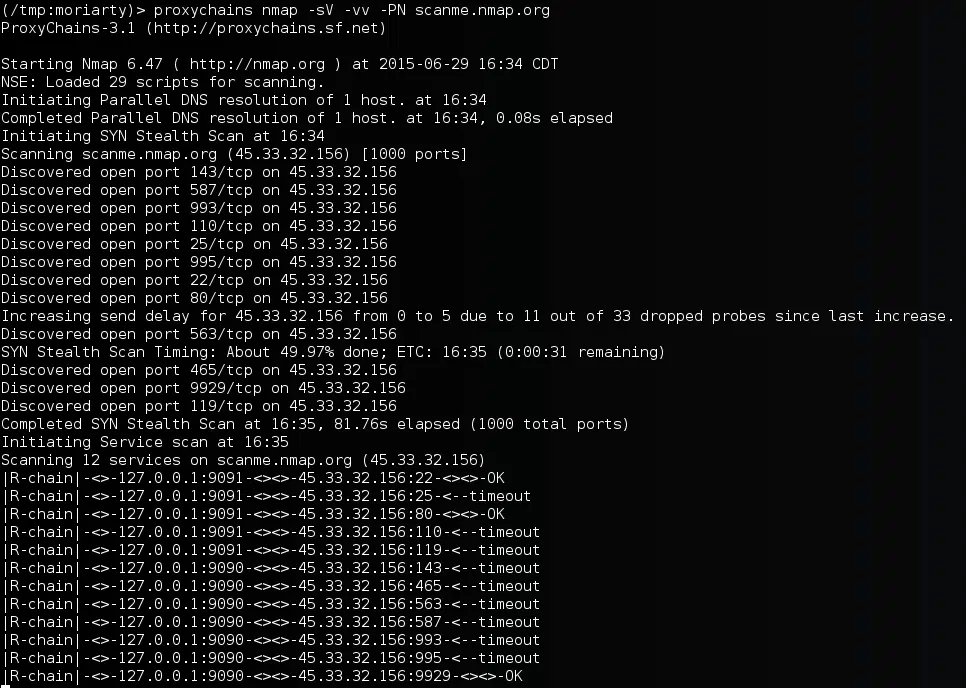 (/tmp:moriarty)> proxychains nmap -sV -vv -PN scanme.nmap.org
ProxyChains-3.1 (http://proxychains.sf.net)
Starting Nmap 6.47 ( http://nmap.org ) at 2015-06-29 16:34 CDT
NSE: Loaded 29 scripts for scanning.
Initiating Parallel DNS resolution of 1 host. at 16:34
Completed Parallel DNS resolution of 1 host. at 16:34, 0.08s elapsed
Initiating SYN Stealth Scan at 16:34
Scanning scanme.nmap.org (45.33.32.156) [1000 ports]
Discovered open port 143/tcp on 45.33.32.156
Discovered open port 587/tcp on 45.33.32.156
Discovered open port 993/tcp on 45.33.32.156
Discovered open port 110/tcp on 45.33.32.156
Discovered open port 25/tcp on 45.33.32.156
Discovered open port 995/tcp on 45.33.32.156
Discovered open port 22/tcp on 45.33.32.156
Discovered open port 80/tcp on 45.33.32.156
Increasing send delay for 45.33.32.156 from 0 to 5 due to 11 out of 33 dropped probes since last increase.
Discovered open port 563/tcp on 45.33.32.156
SYN Stealth Scan Timing: About 49.97% done; ETC: 16:35 (0:00:31 remaining)
Discovered open port 465/tcp on 45.33.32.156
Discovered open port 9929/tcp on 45.33.32.156
Discovered open port 119/tcp on 45.33.32.156
Completed SYN Stealth Scan at 16:35, 81.76s elapsed (1000 total ports)
Initiating Service scan at 16:35
Scanning 12 services on scanme.nmap.org (45.33.32.156)
|R-chain|-<>-127.0.0.1:9091-<><>-45.33.32.156:22-<><>-OK
|R-chain|-<>-127.0.0.1:9091-<><>-45.33.32.156:25-<--timeout
|R-chain|-<>-127.0.0.1:9091-<><>-45.33.32.156:80-<><>-OK
|R-chain|-<>-127.0.0.1:9091-<><>-45.33.32.156:110-<--timeout
|R-chain|-<>-127.0.0.1:9091-<><>-45.33.32.156:119-<--timeout
|R-chain|-<>-127.0.0.1:9090-<><>-45.33.32.156:143-<--timeout
|R-chain|-<>-127.0.0.1:9090-<><>-45.33.32.156:465-<--timeout
|R-chain|-<>-127.0.0.1:9090-<><>-45.33.32.156:563-<--timeout
|R-chain|-<>-127.0.0.1:9090-<><>-45.33.32.156:587-<--timeout
|R-chain|-<>-127.0.0.1:9090-<><>-45.33.32.156:993-<--timeout
|R-chain|-<>-127.0.0.1:9090-<><>-45.33.32.156:995-<--timeout
|R-chain|-<>-127.0.0.1:9090-<><>-45.33.32.156:9929-<><>-OK